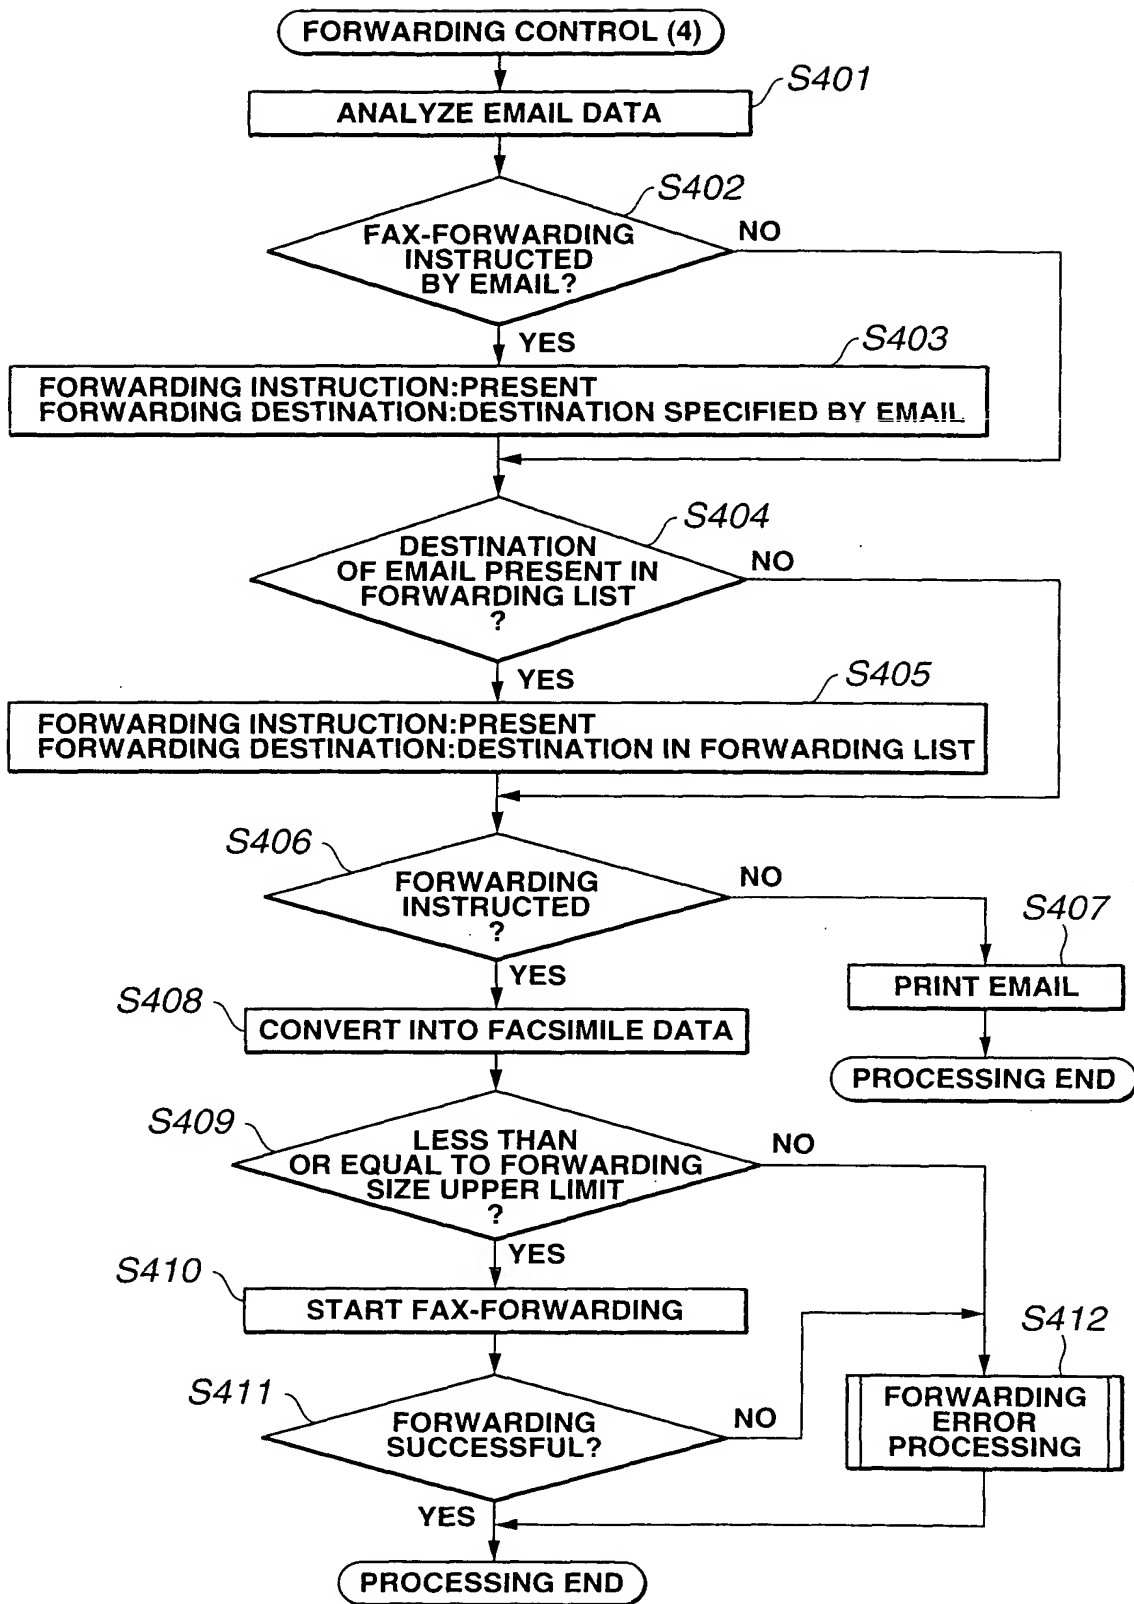 FORWARDING CONTROL (4)
S401
ANALYZE EMAIL DATA
S402
FAX-FORWARDING
INSTRUCTED
BY EMAIL?
NO
YES
S403
FORWARDING INSTRUCTION:PRESENT
FORWARDING DESTINATION:DESTINATION SPECIFIED BY EMAIL
S404
DESTINATION
OF EMAIL PRESENT IN
FORWARDING LIST
?
NO
YES
S405
FORWARDING INSTRUCTION:PRESENT
FORWARDING DESTINATION:DESTINATION IN FORWARDING LIST
S406
FORWARDING
INSTRUCTED
?
NO
S407
YES
PRINT EMAIL
S408
CONVERT INTO FACSIMILE DATA
PROCESSING END
S409
LESS THAN
OR EQUAL TO FORWARDING
SIZE UPPER LIMIT
?
NO
YES
S410
START FAX-FORWARDING
S412
S411
FORWARDING
SUCCESSFUL?
NO
FORWARDING
ERROR
PROCESSING
YES
PROCESSING END